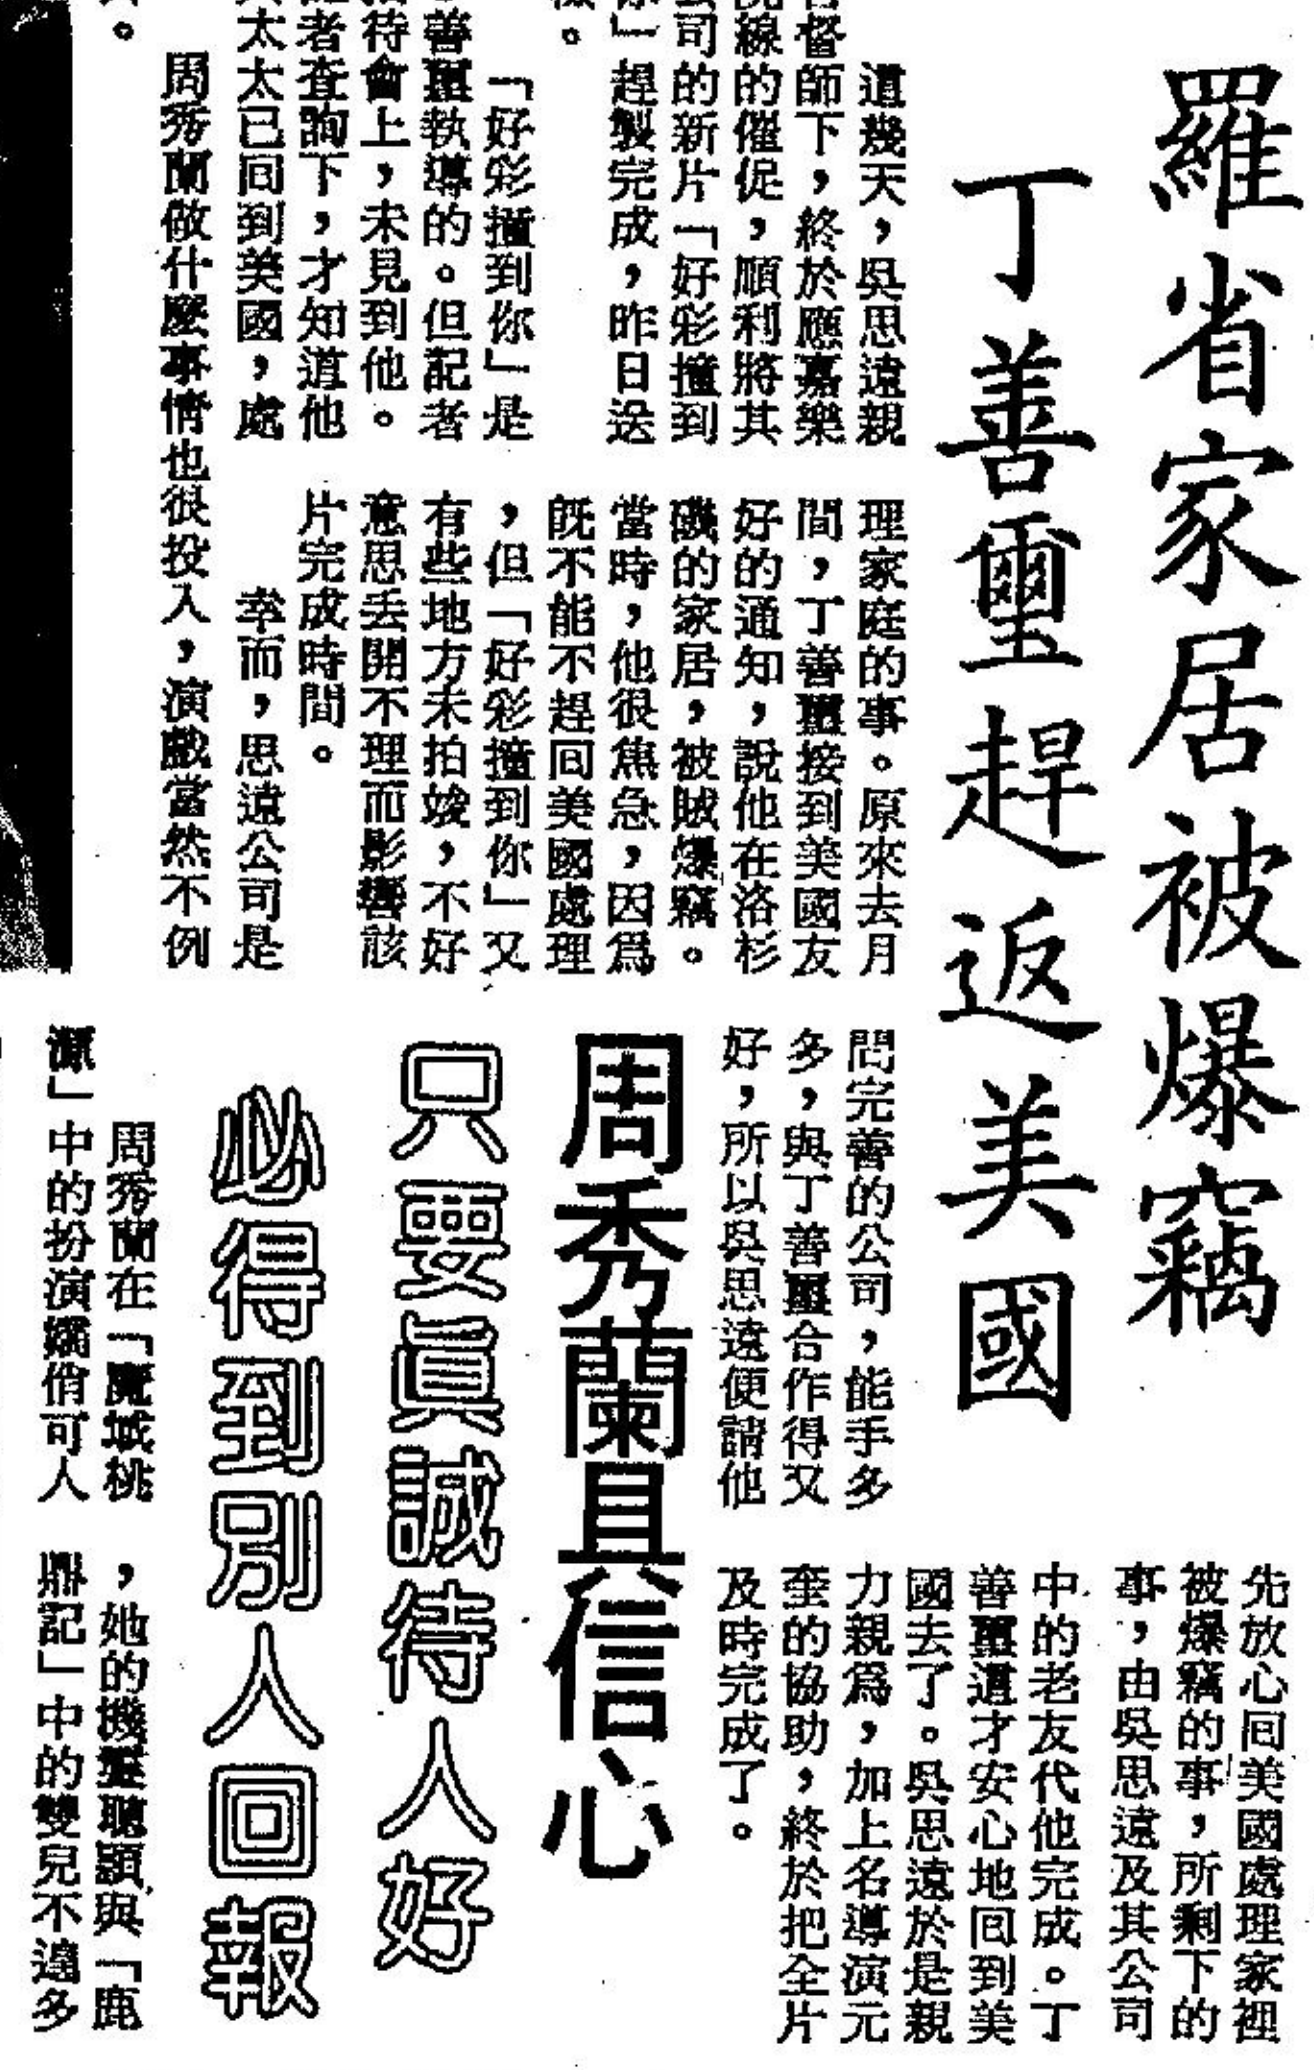 羅省家居被爆竊
丁善璽趕返美國
這幾天，吳思遠親
督師下，終於應嘉樂
院線的催促，順利將其
公司的新片「好彩撞到
你」趕製完成，昨日送
。
「好彩撞到你」是
善璽執導的。但記者
招待會上，未見到他。
記者查詢下，才知道他
太太已回到美國，處
理家庭的事。原來去月
間，丁善璽接到美國友
好的通知，說他在洛杉
磯的家居，被賊爆竊。
當時，他很焦急，因爲
既不能不趕回美國處理
，但「好彩撞到你」又
有些地方未拍竣，不好
意思丟開不理而影響該
片完成時間。
幸而，思遠公司是
間完善的公司，能手多
多，與丁善璽合作得又
好，所以吳思遠便請他
先放心回美國處理家裡
被爆竊的事，所剩下的
事，由吳思遠及其公司
中的老友代他完成。丁
善璽這才安心地回到美
國去了。吳思遠於是親
力親爲，加上名導演元
奎的協助，終於把全片
及時完成了。
周秀蘭具信心
只要眞誠待人好
必得到別人回報
周秀蘭在「魔域桃
源」中的扮演嬌俏可人
，她的機靈聰穎與「鹿
鼎記」中的雙兒不遑多
周秀蘭做什麼事情也很投入，演戲當然不例
。